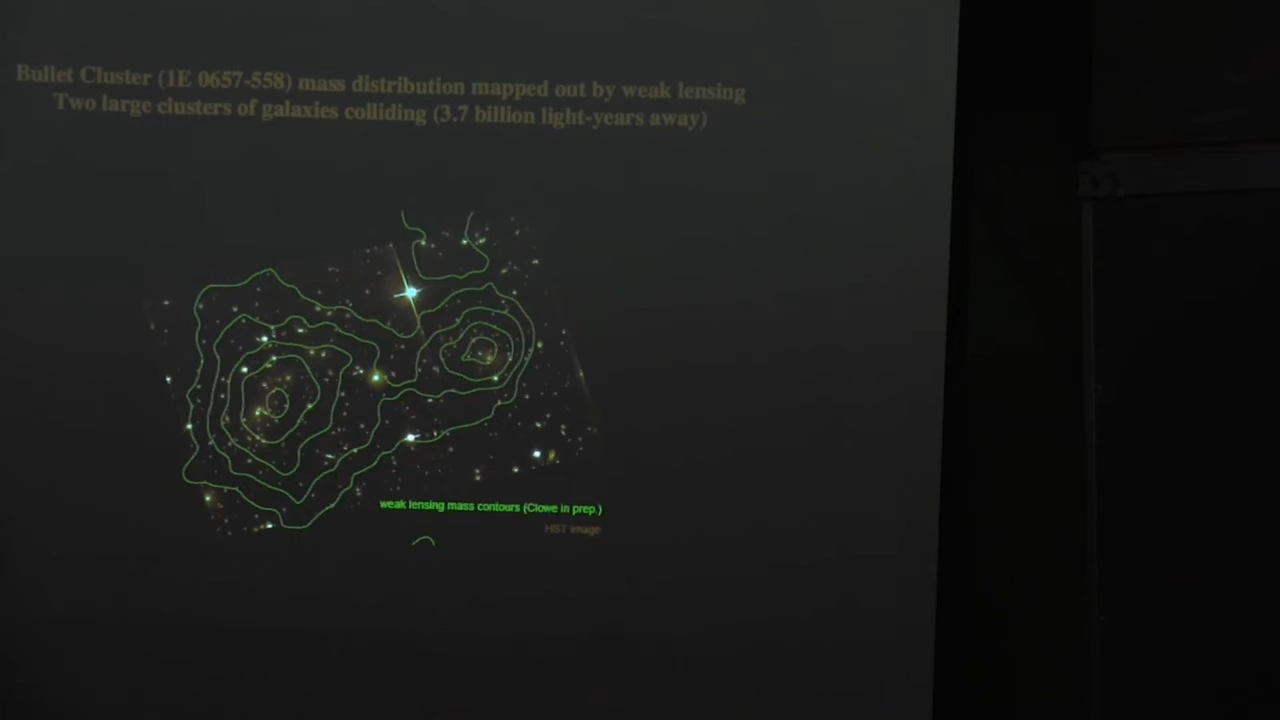 Bullet Cluster (1E 0657-558) mass distribution mapped out by weak lensing
Two large clusters of galaxies colliding (3.7 billion light-years away)
weak lensing mass contours (Clowe in prep.)
HST image